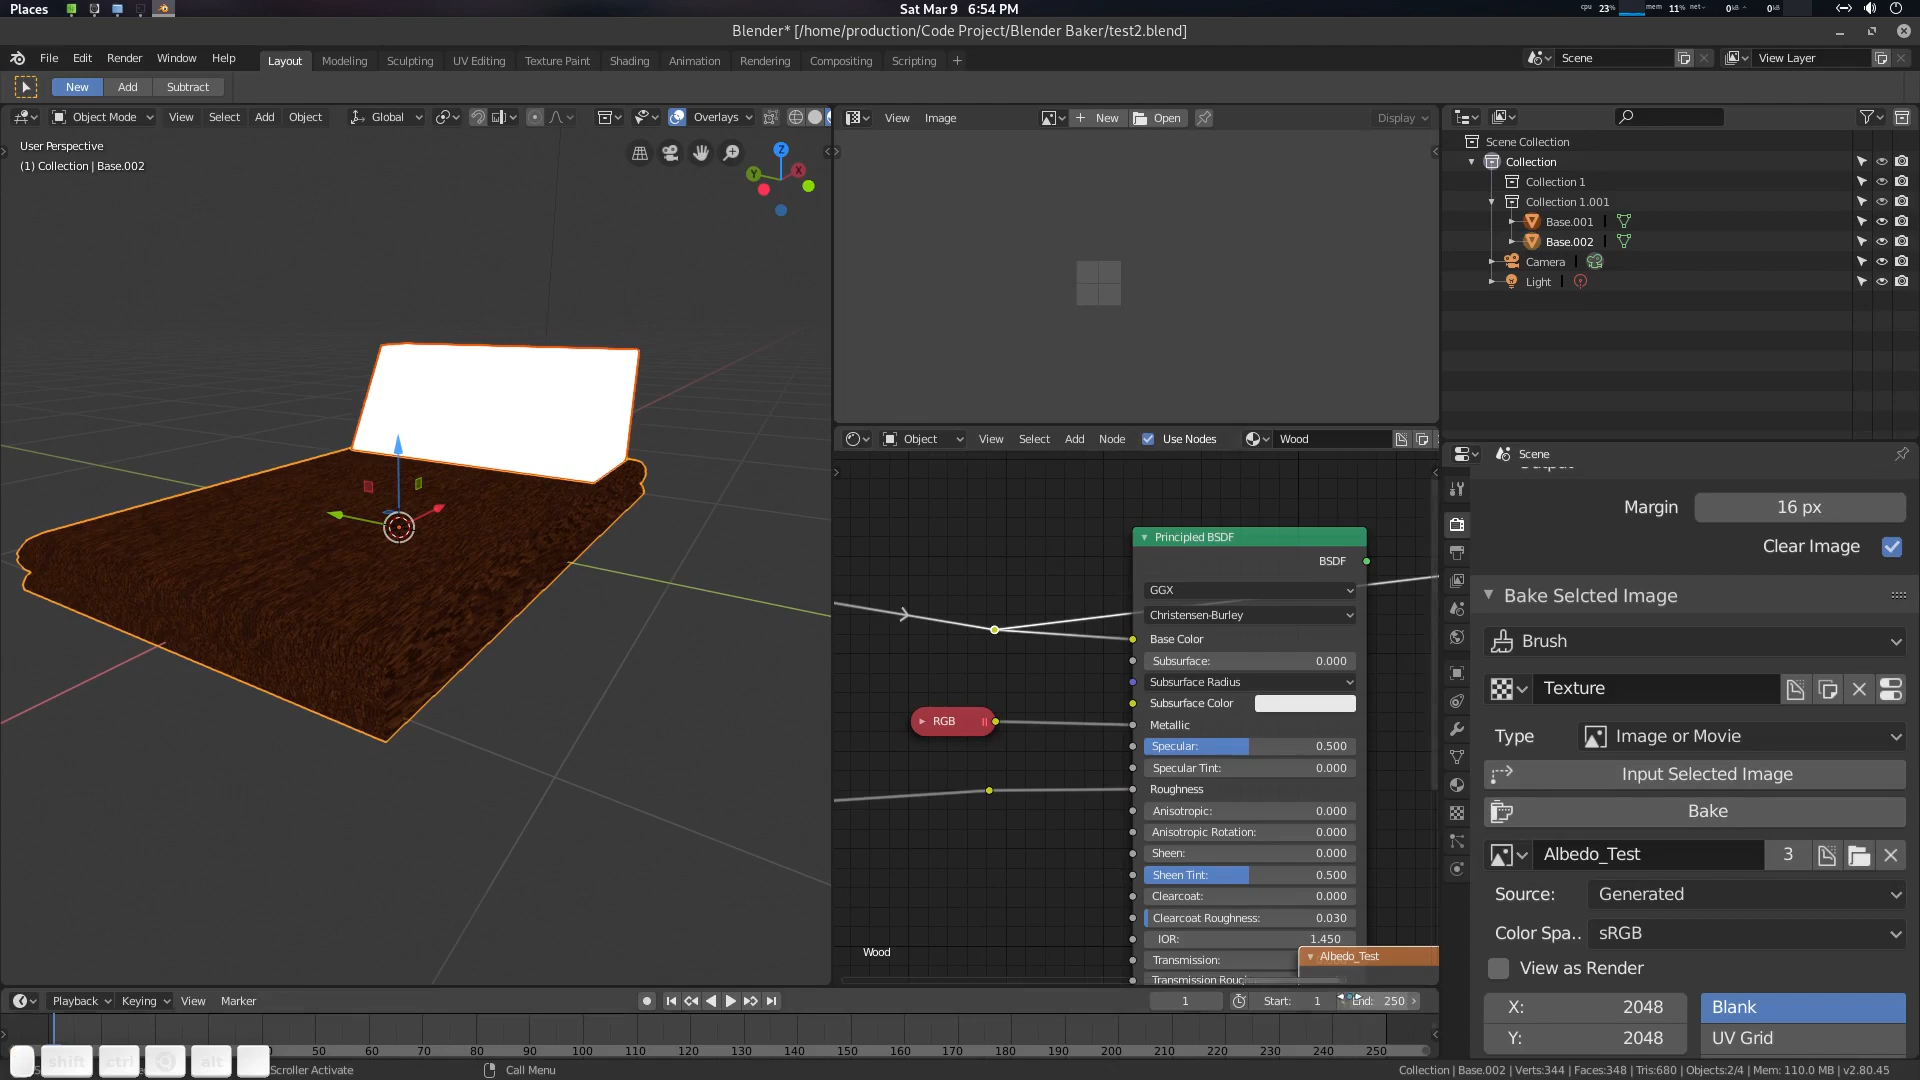 Places
Sat Mar 9 6:54 PM
cpu 23% mem 11% net 0kB 0kB
Blender* [/home/production/Code Project/Blender Baker/test2.blend]
File Edit Render Window Help
Layout Modeling Sculpting UV Editing Texture Paint Shading Animation Rendering Compositing Scripting
Scene
View Layer
New Add Subtract
Object Mode View Select Add Object Global Overlays
User Perspective
(1) Collection | Base.002
Z
Y
X
View Image New Open Display
Scene Collection
Collection
Collection 1
Collection 1.001
Base.001
Base.002
Camera
Light
Object View Select Add Node Use Nodes Wood
Principled BSDF
BSDF
GGX
Christensen-Burley
Base Color
Subsurface: 0.000
Subsurface Radius
Subsurface Color
Metallic
Specular: 0.500
Specular Tint: 0.000
Roughness
Anisotropic: 0.000
Anisotropic Rotation: 0.000
Sheen: 0.000
Sheen Tint: 0.500
Clearcoat: 0.000
Clearcoat Roughness: 0.030
IOR: 1.450
Transmission:
RGB
Albedo_Test
Wood
Scene
Output
Margin 16 px
Clear Image
Bake Selcted Image
Brush
Texture
Type Image or Movie
Input Selected Image
Bake
Albedo_Test 3
Source: Generated
Color Spa.. sRGB
View as Render
X: 2048 Blank
Y: 2048 UV Grid
Playback Keying View Marker
1 Start: 1 End: 250
50 60 70 80 90 100 110 120 130 140 150 160 170 180 190 200 210 220 230 240 250
shift ctrl alt
Scroller Activate
Call Menu
Collection | Base.002 | Verts:344 | Faces:348 | Tris:680 | Objects:2/4 | Mem: 110.0 MB | v2.80.45